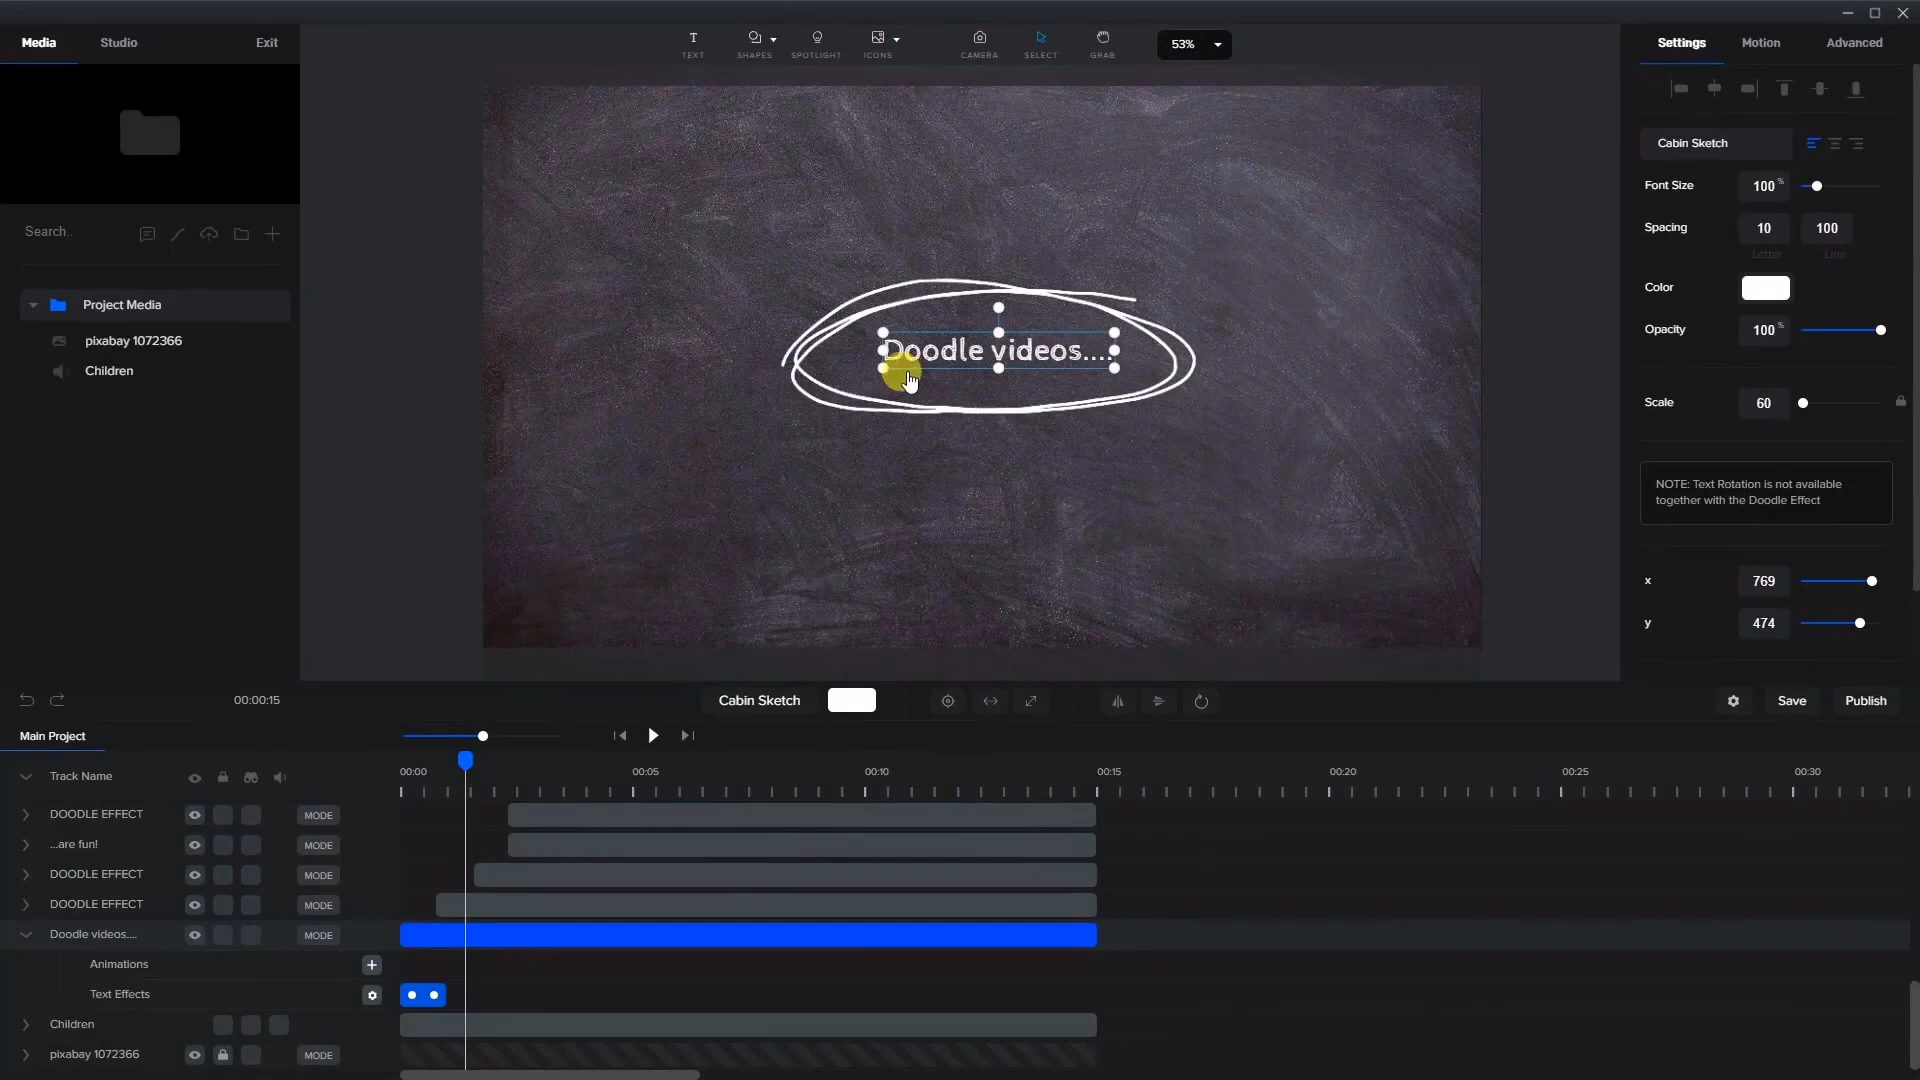 Media
Studio
Exit
TEXT
SHAPES
SPOTLIGHT
ICONS
CAMERA
SELECT
GRAB
53%
Settings
Motion
Advanced
Cabin Sketch
Font Size
100 %
Spacing
10
100
Letter
Line
Color
Opacity
100 %
Scale
60
NOTE: Text Rotation is not available
together with the Doodle Effect
x
769
y
474
Search..
Project Media
pixabay 1072366
Children
Doodle videos....
00:00:15
Cabin Sketch
Save
Publish
Main Project
Track Name
00:00
00:05
00:10
00:15
00:20
00:25
00:30
DOODLE EFFECT
MODE
...are fun!
MODE
DOODLE EFFECT
MODE
DOODLE EFFECT
MODE
Doodle videos....
MODE
Animations
Text Effects
Children
pixabay 1072366
MODE